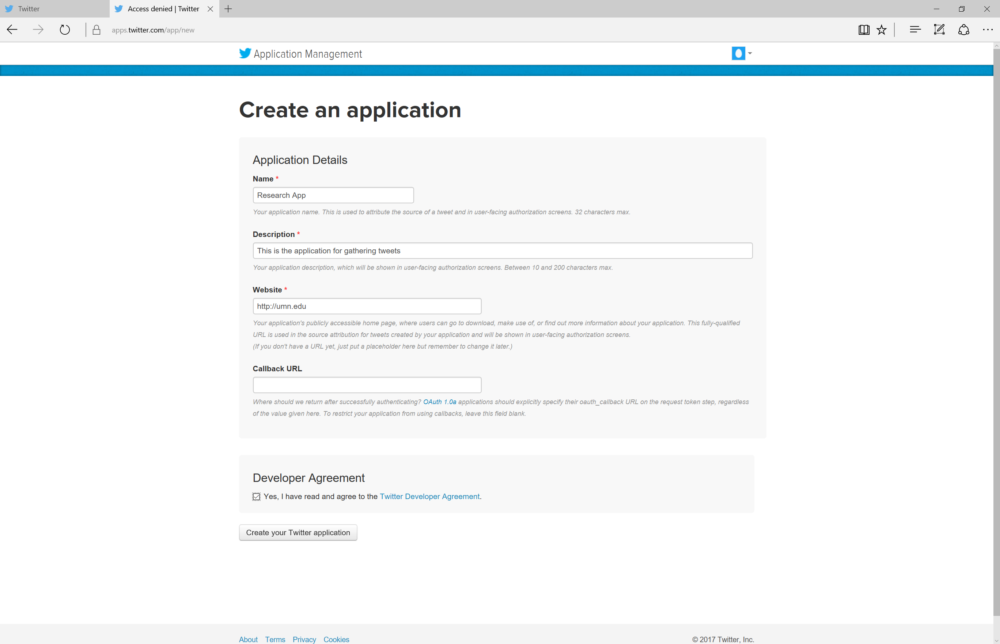 Twitter
Access denied | Twitter
apps.twitter.com/app/new
Application Management
Create an application
Application Details
Name *
Research App
Your application name. This is used to attribute the source of a tweet and in user-facing authorization screens. 32 characters max.
Description *
This is the application for gathering tweets
Your application description, which will be shown in user-facing authorization screens. Between 10 and 200 characters max.
Website *
http://umn.edu
Your application's publicly accessible home page, where users can go to download, make use of, or find out more information about your application. This fully-qualified
URL is used in the source attribution for tweets created by your application and will be shown in user-facing authorization screens.
(If you don't have a URL yet, just put a placeholder here but remember to change it later.)
Callback URL
Where should we return after successfully authenticating? OAuth 1.0a applications should explicitly specify their oauth_callback URL on the request token step, regardless
of the value given here. To restrict your application from using callbacks, leave this field blank.
Developer Agreement
Yes, I have read and agree to the Twitter Developer Agreement.
Create your Twitter application
About Terms Privacy Cookies
© 2017 Twitter, Inc.